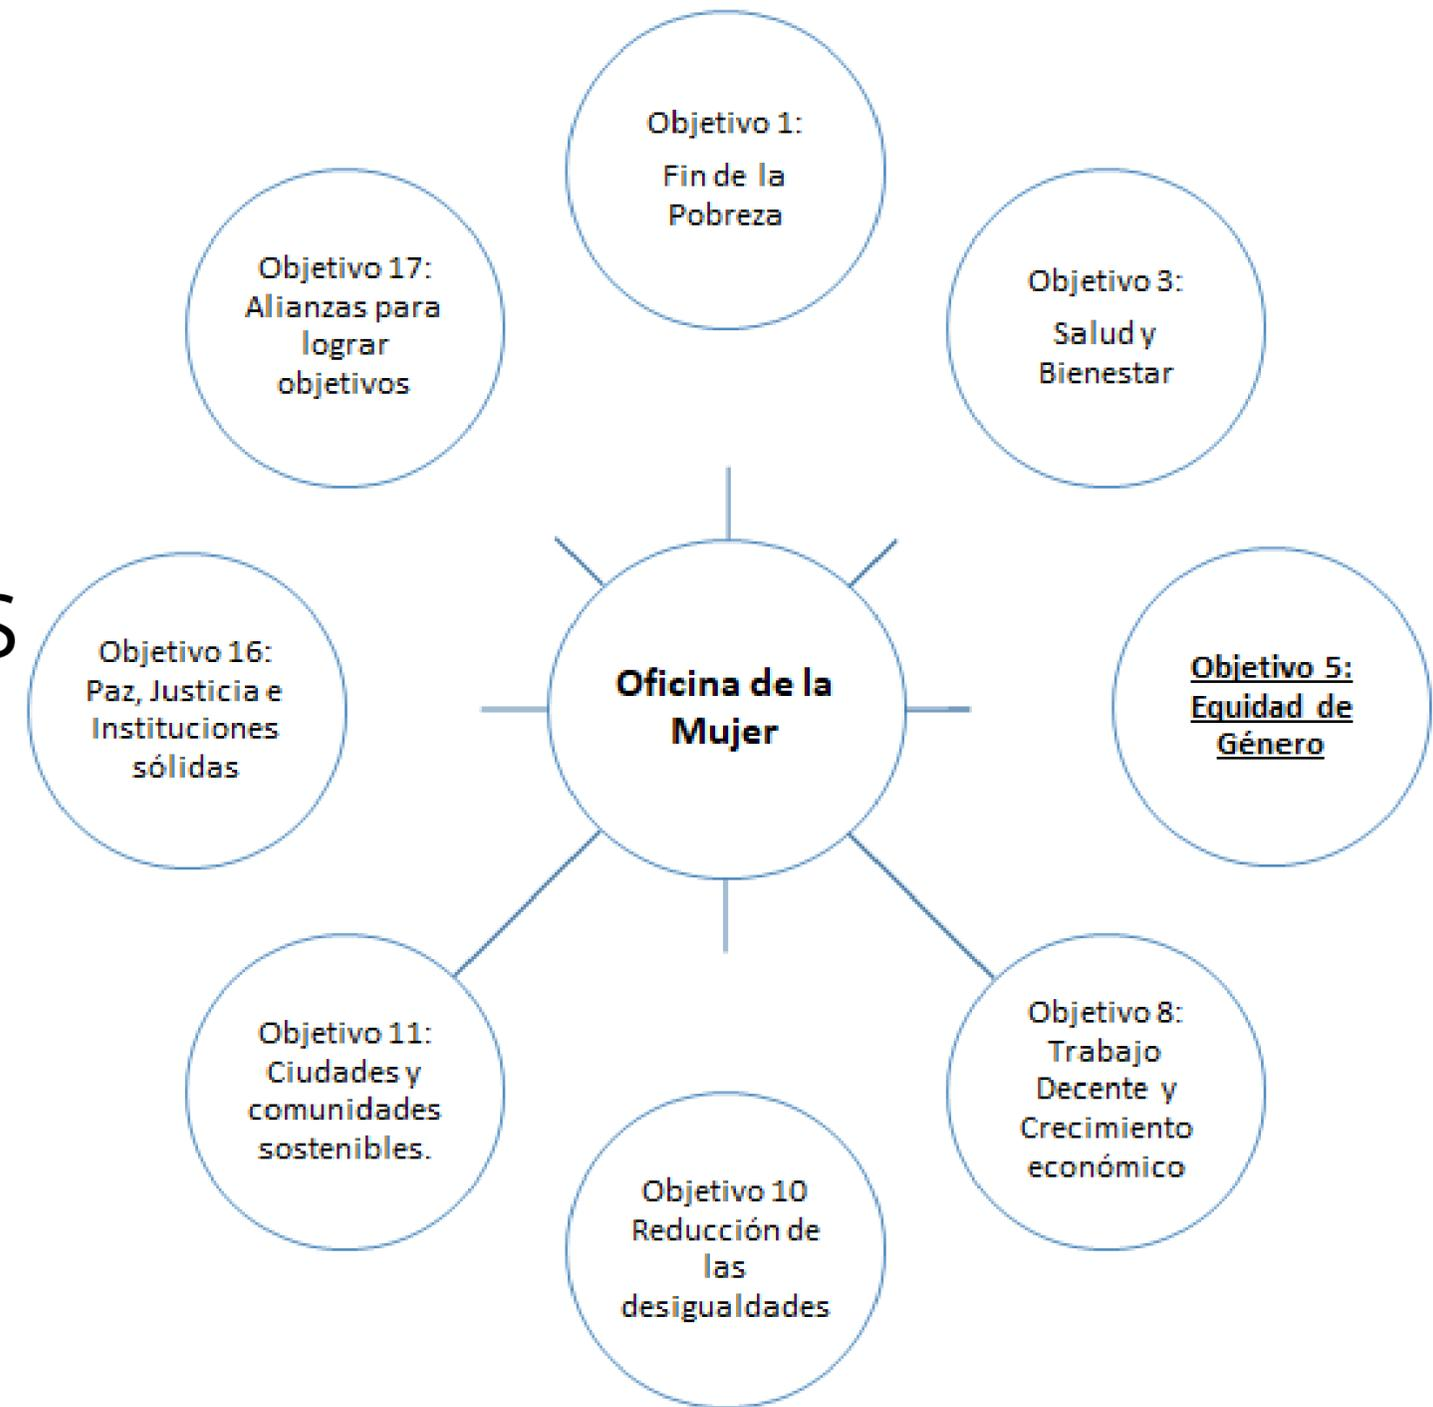 Objetivo 1:
Fin de la
Pobreza
Objetivo 3:
Salud y
Bienestar
Objetivo 5:
Equidad de
Género
Objetivo 8:
Trabajo
Decente y
Crecimiento
económico
Objetivo 10
Reducción de
las
desigualdades
Objetivo 11:
Ciudades y
comunidades
sostenibles.
Objetivo 16:
Paz, Justicia e
Instituciones
sólidas
Objetivo 17:
Alianzas para
lograr
objetivos
Oficina de la
Mujer
S